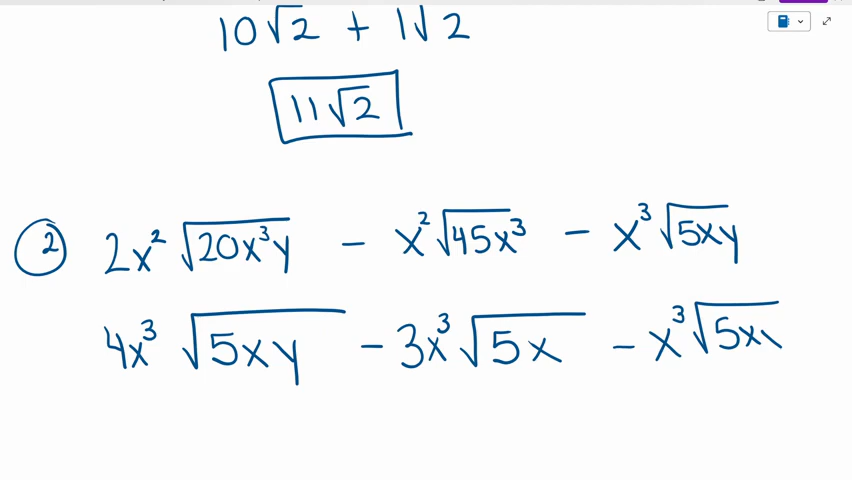 10√2 + 1√2
11√2
② 2x²√20x³y - x²√45x³ - x³√5xy
4x³√5xy - 3x³√5x - x³√5x